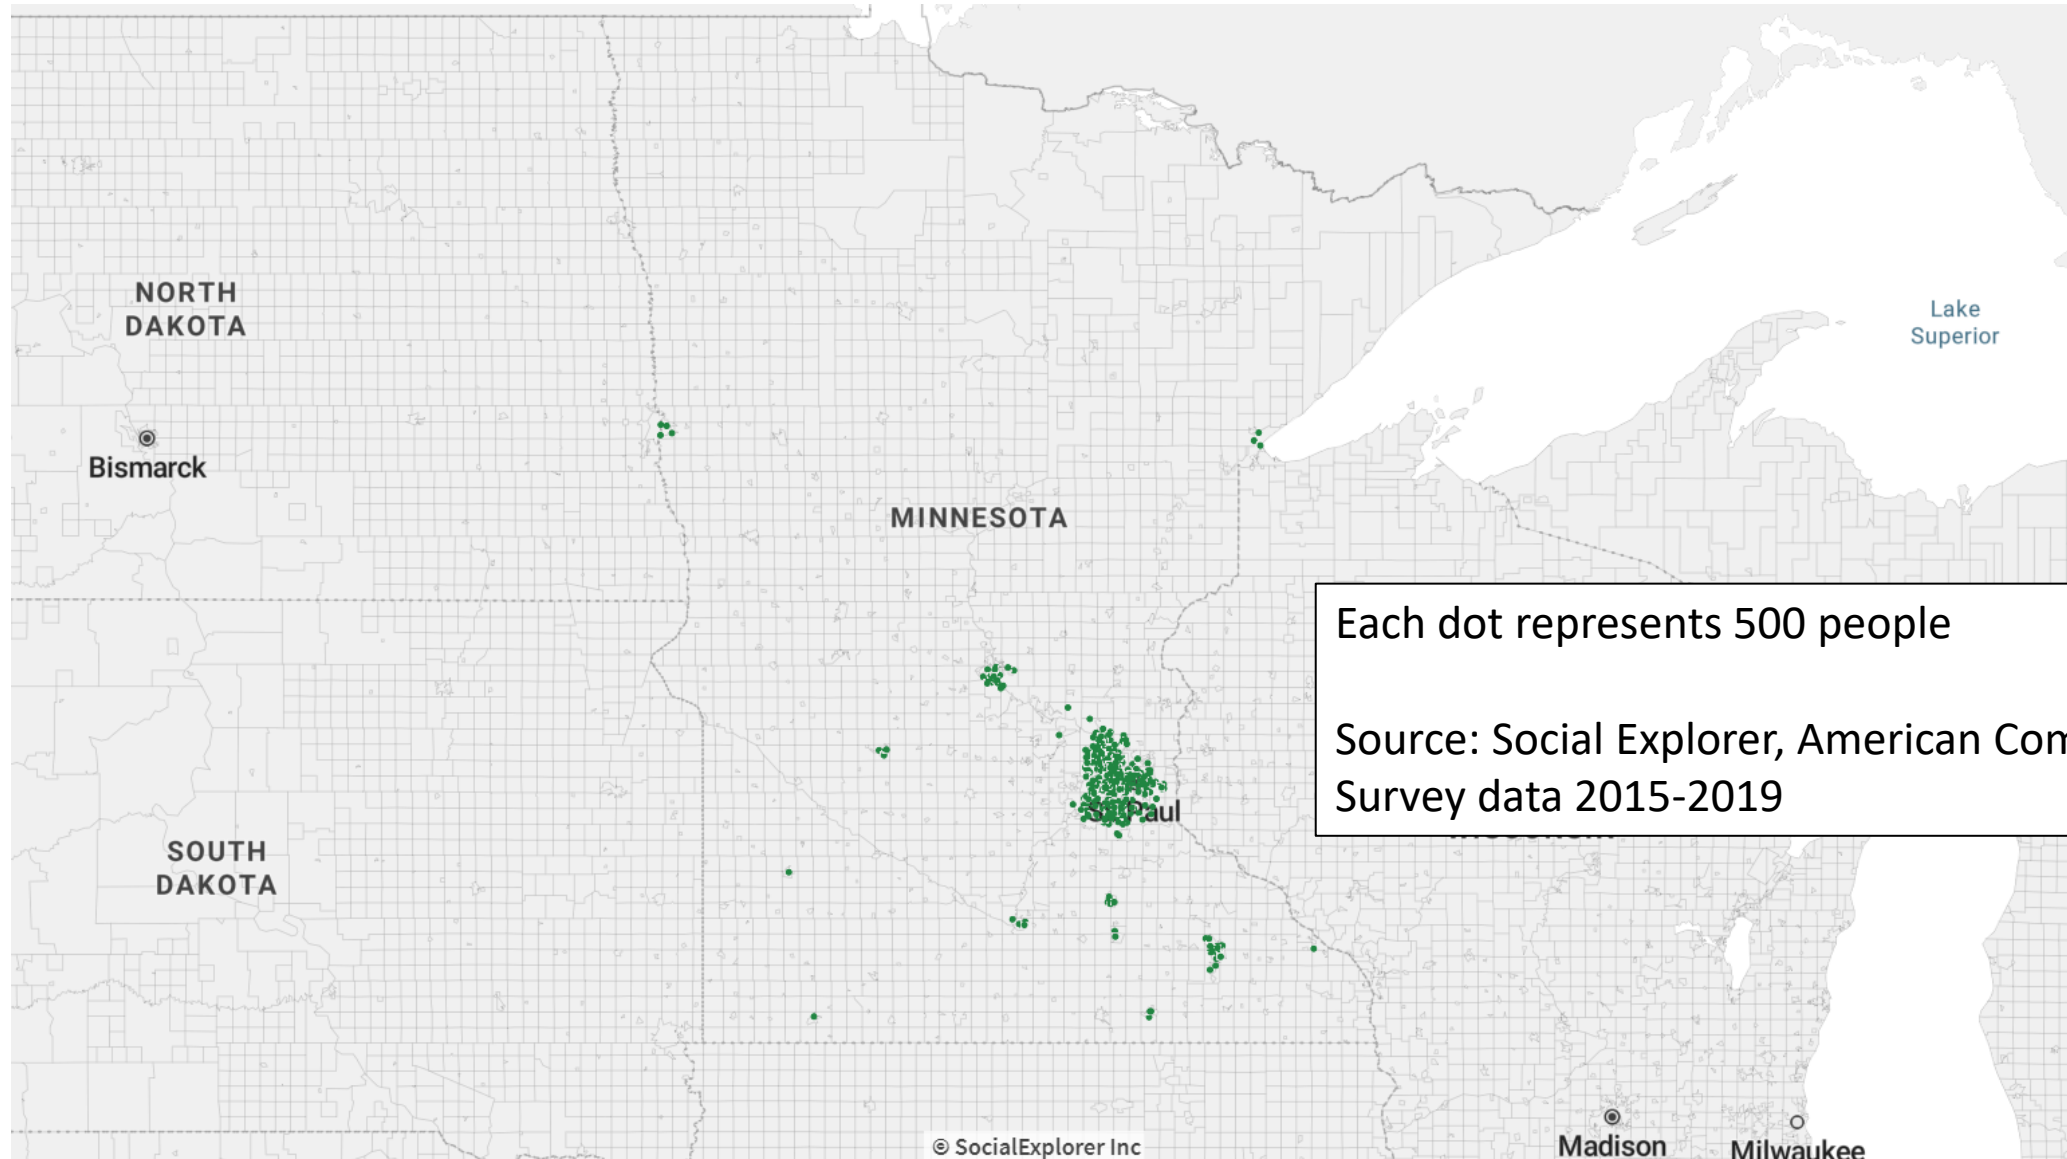 NORTH
DAKOTA
Lake
Superior
Bismarck
MINNESOTA
Each dot represents 500 people
Source: Social Explorer, American Com
Survey data 2015-2019
St. Paul
SOUTH
DAKOTA
© SocialExplorer Inc
Madison
Milwaukee